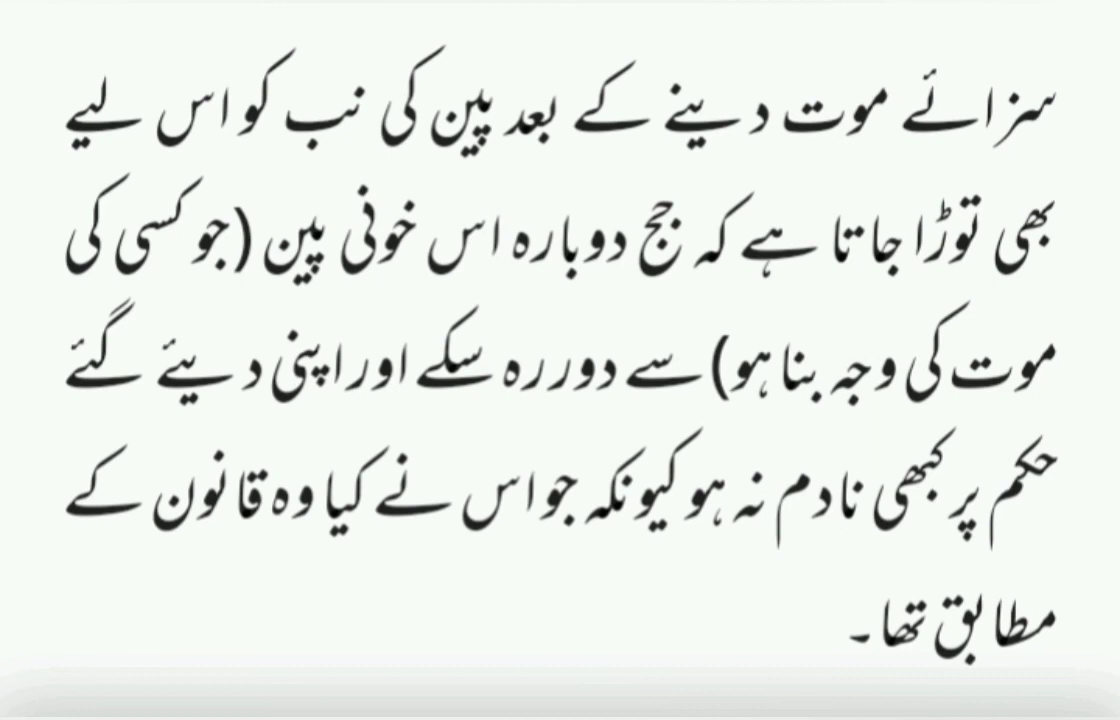 سزائے موت دینے کے بعد پین کی نب کو اس لیے
بھی توڑا جاتا ہے کہ جج دوبارہ اس خونی پین (جو کسی کی
موت کی وجہ بنا ہو) سے دور رہ سکے اور اپنی دیئے گئے
حکم پر کبھی نادم نہ ہو کیونکہ جو اس نے کیا وہ قانون کے
مطابق تھا۔